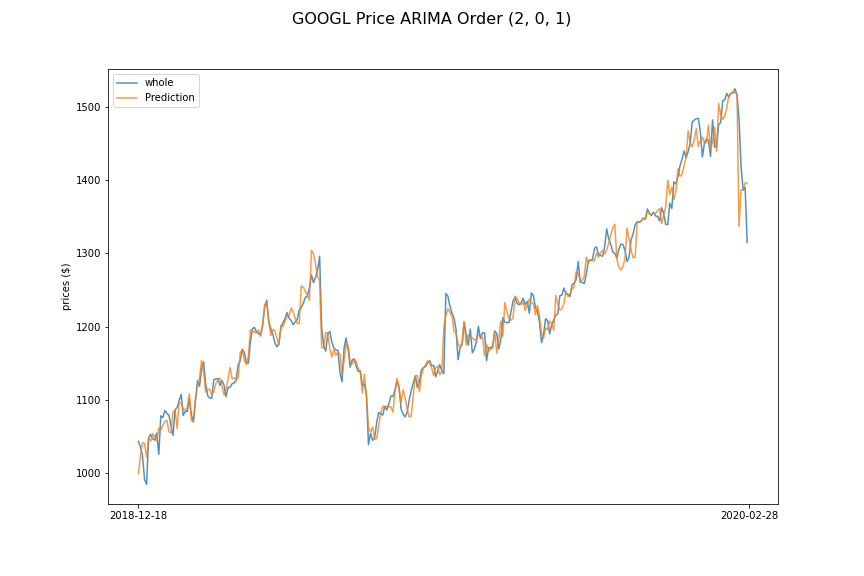 GOOGL Price ARIMA Order (2, 0, 1)
whole
Prediction
1500
1400
1300
1200
1100
1000
prices ($)
2018-12-18
2020-02-28